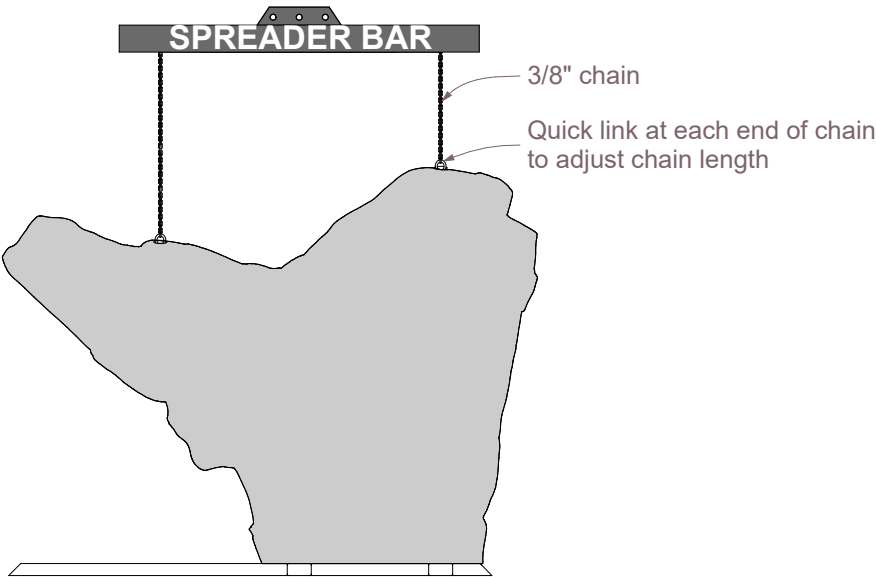 SPREADER BAR
3/8" chain
Quick link at each end of chain
to adjust chain length